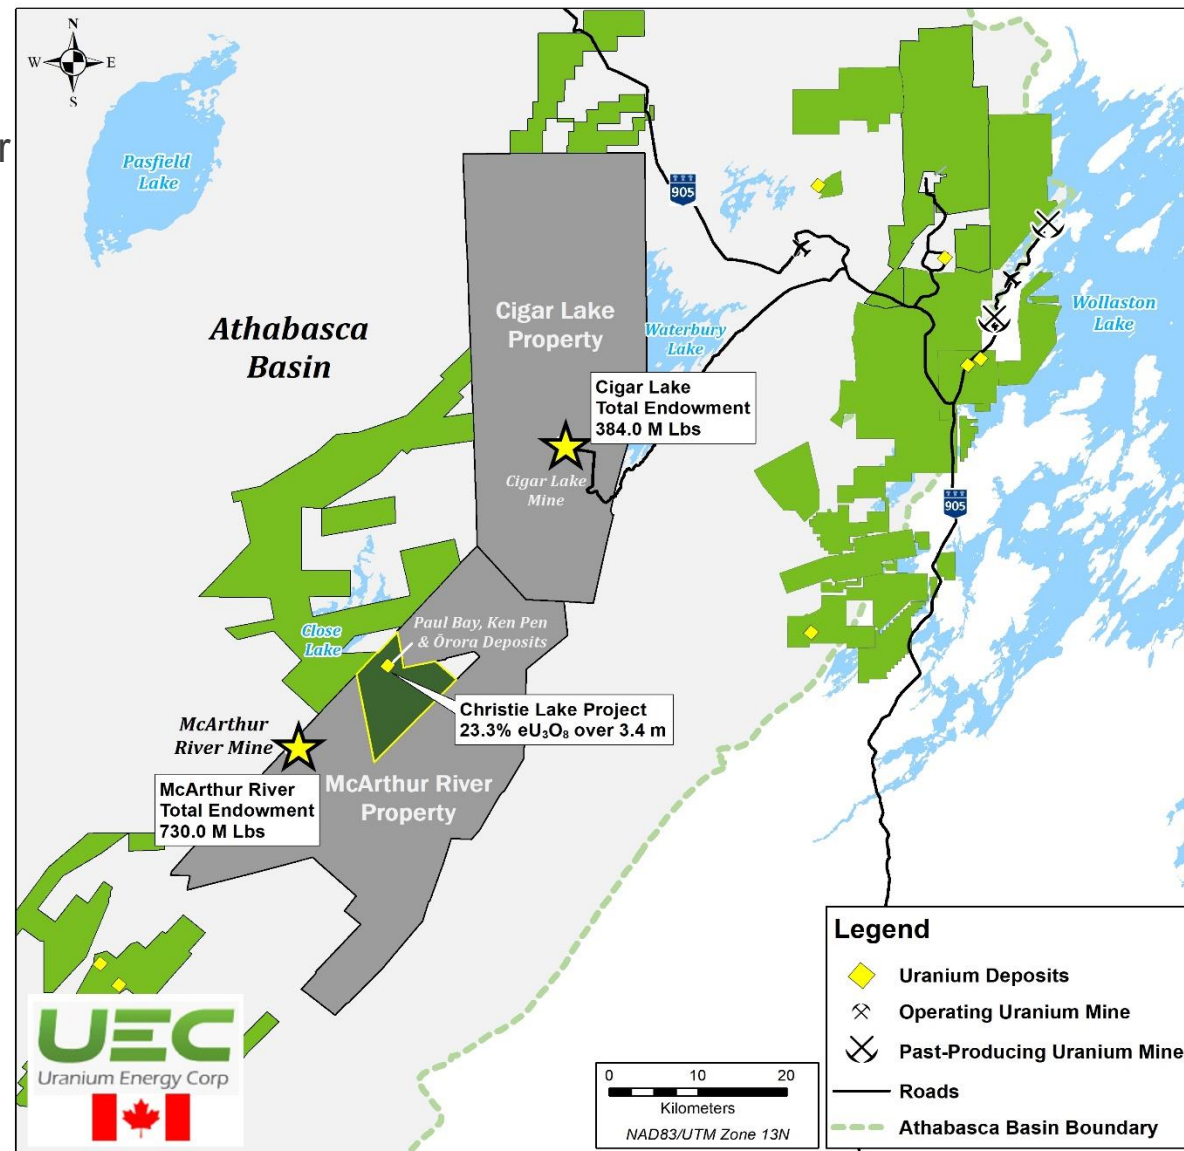 N
W E
S
r
Pasfield
Lake
905
Athabasca
Basin
Cigar Lake
Property
Waterbury
Lake
Wollaston
Lake
Cigar Lake
Total Endowment
384.0 M Lbs
Cigar Lake
Mine
905
Close
Lake
Paul Bay, Ken Pen
& Ōrora Deposits
Christie Lake Project
23.3% eU₃O₈ over 3.4 m
McArthur
River Mine
McArthur River
Total Endowment
730.0 M Lbs
McArthur River
Property
Legend
Uranium Deposits
Operating Uranium Mine
Past-Producing Uranium Mine
Roads
Athabasca Basin Boundary
0 10 20
Kilometers
NAD83/UTM Zone 13N
UEC
Uranium Energy Corp